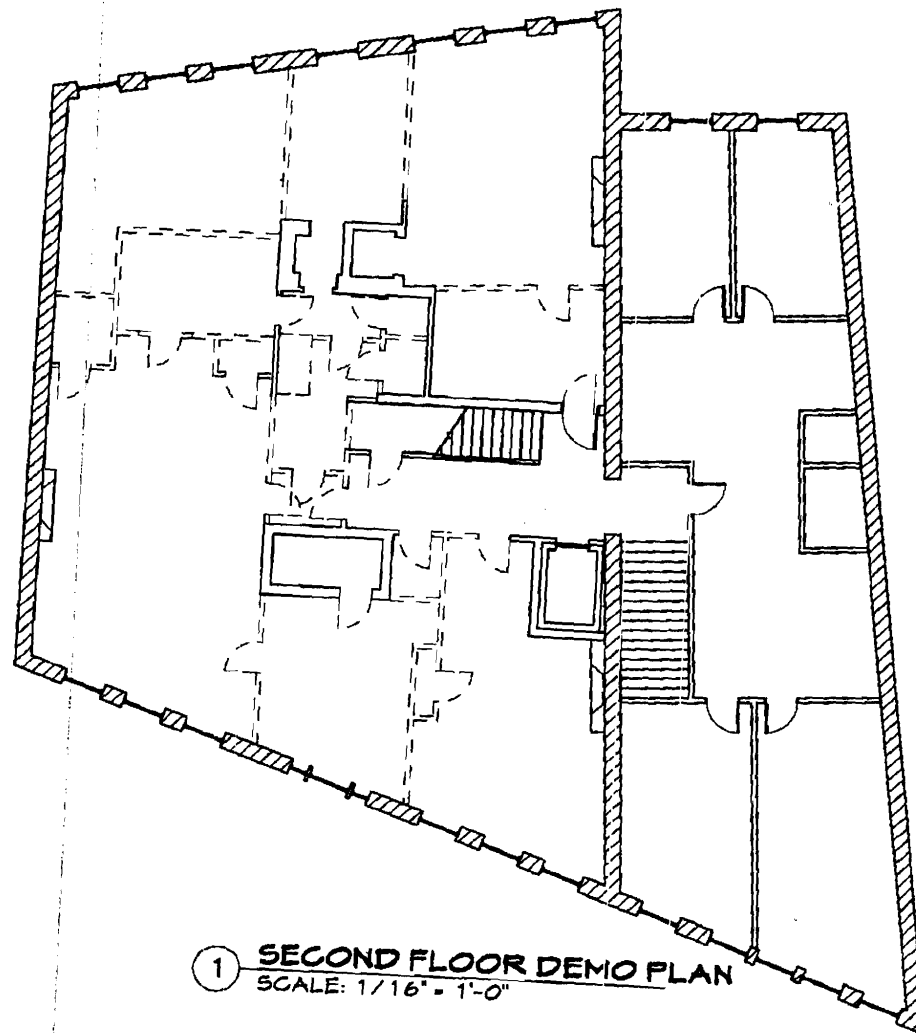 1
SECOND FLOOR DEMO PLAN
SCALE: 1/16" = 1'-0"